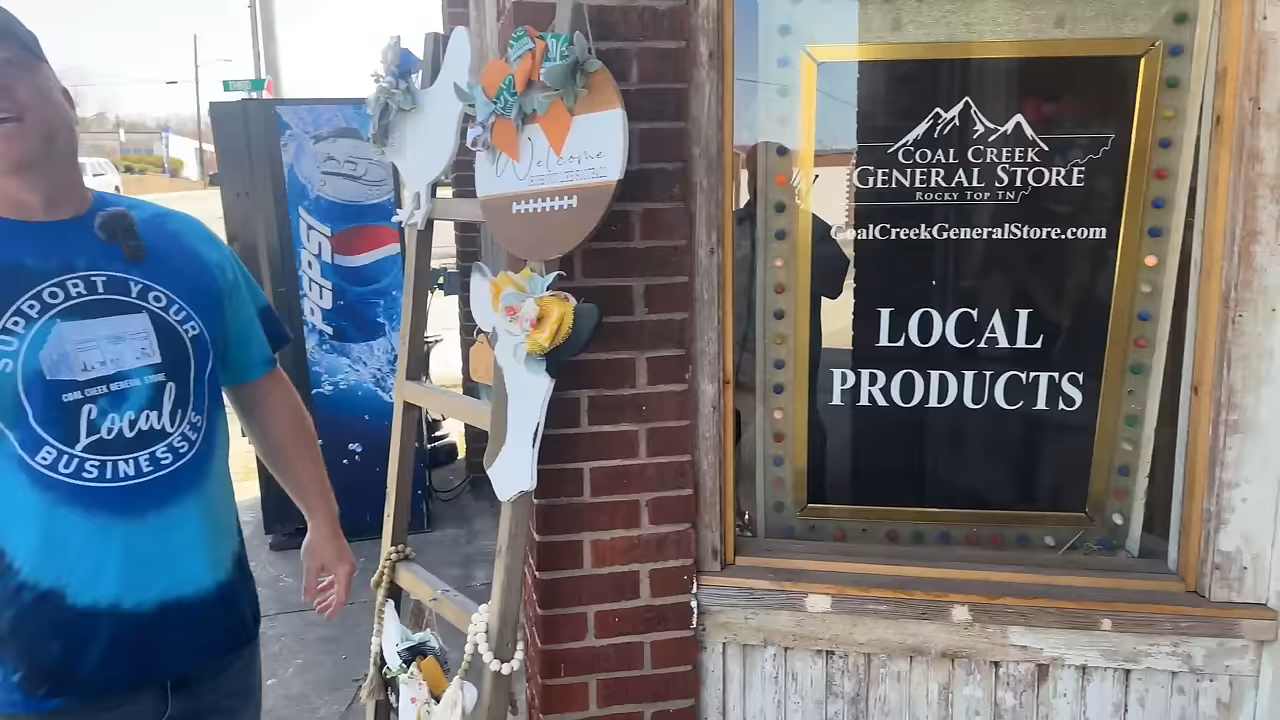 THIRD
PEPSI
SUPPORT YOUR
COAL CREEK GENERAL STORE
Local
BUSINESSES
Welcome
COAL CREEK
GENERAL STORE
ROCKY TOP TN
CoalCreekGeneralStore.com
LOCAL
PRODUCTS